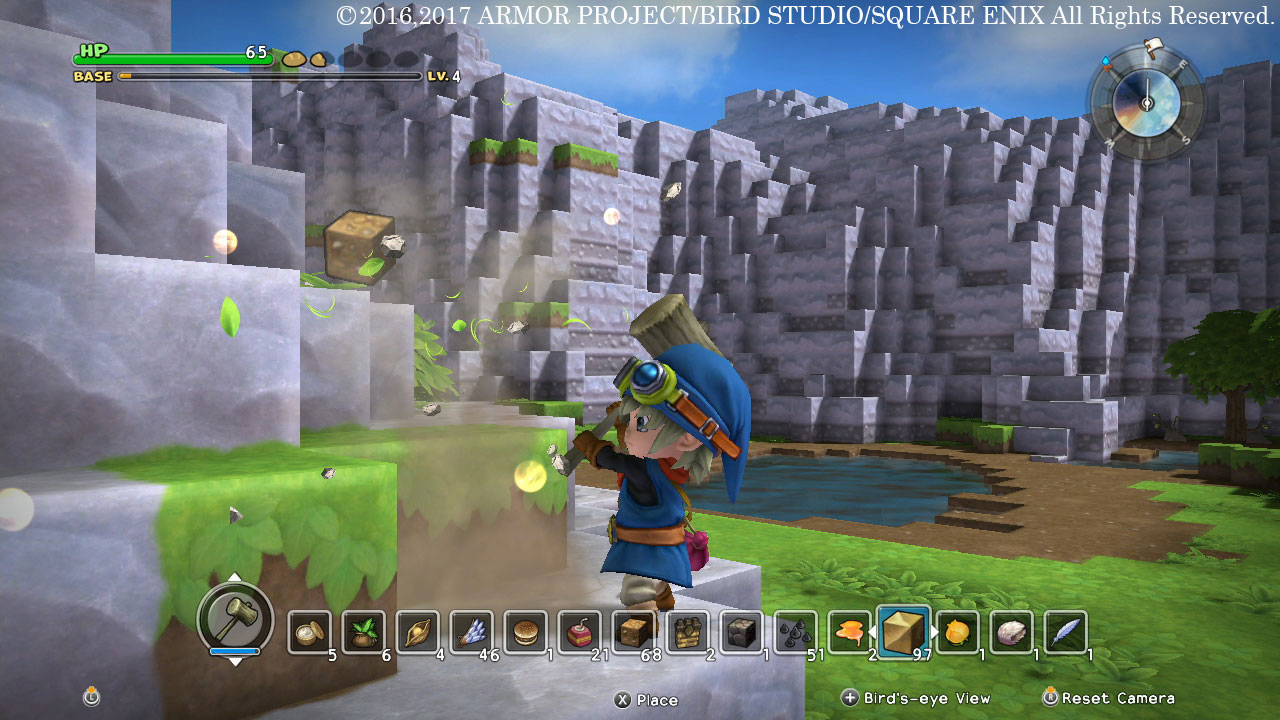 ©2016,2017 ARMOR PROJECT/BIRD STUDIO/SQUARE ENIX All Rights Reserved.
HP 65
BASE LV. 4
5 6 4 46 1 21 68 2 1 51 2 97 1 1 1
L
X Place
+ Bird's-eye View
R Reset Camera